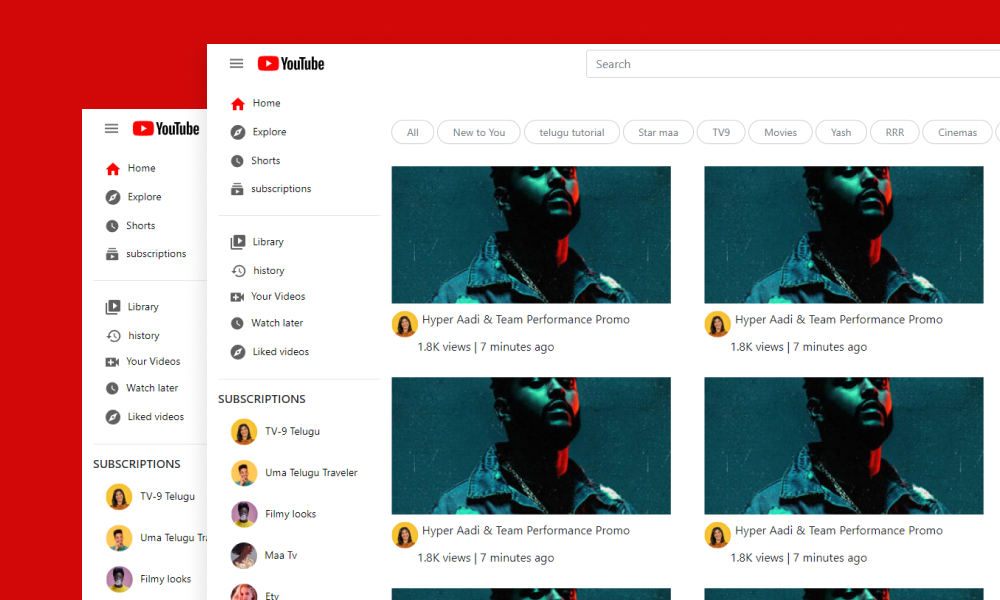 YouTube
Search
Home
Explore
Shorts
subscriptions
Library
history
Your Videos
Watch later
Liked videos
SUBSCRIPTIONS
TV-9 Telugu
Uma Telugu Traveler
Filmy looks
Maa Tv
Etv
All New to You telugu tutorial Star maa TV9 Movies Yash RRR Cinemas
Hyper Aadi & Team Performance Promo
1.8K views | 7 minutes ago
Hyper Aadi & Team Performance Promo
1.8K views | 7 minutes ago
Hyper Aadi & Team Performance Promo
1.8K views | 7 minutes ago
Hyper Aadi & Team Performance Promo
1.8K views | 7 minutes ago
YouTube
Home
Explore
Shorts
subscriptions
Library
history
Your Videos
Watch later
Liked videos
SUBSCRIPTIONS
TV-9 Telugu
Uma Telugu
Filmy looks